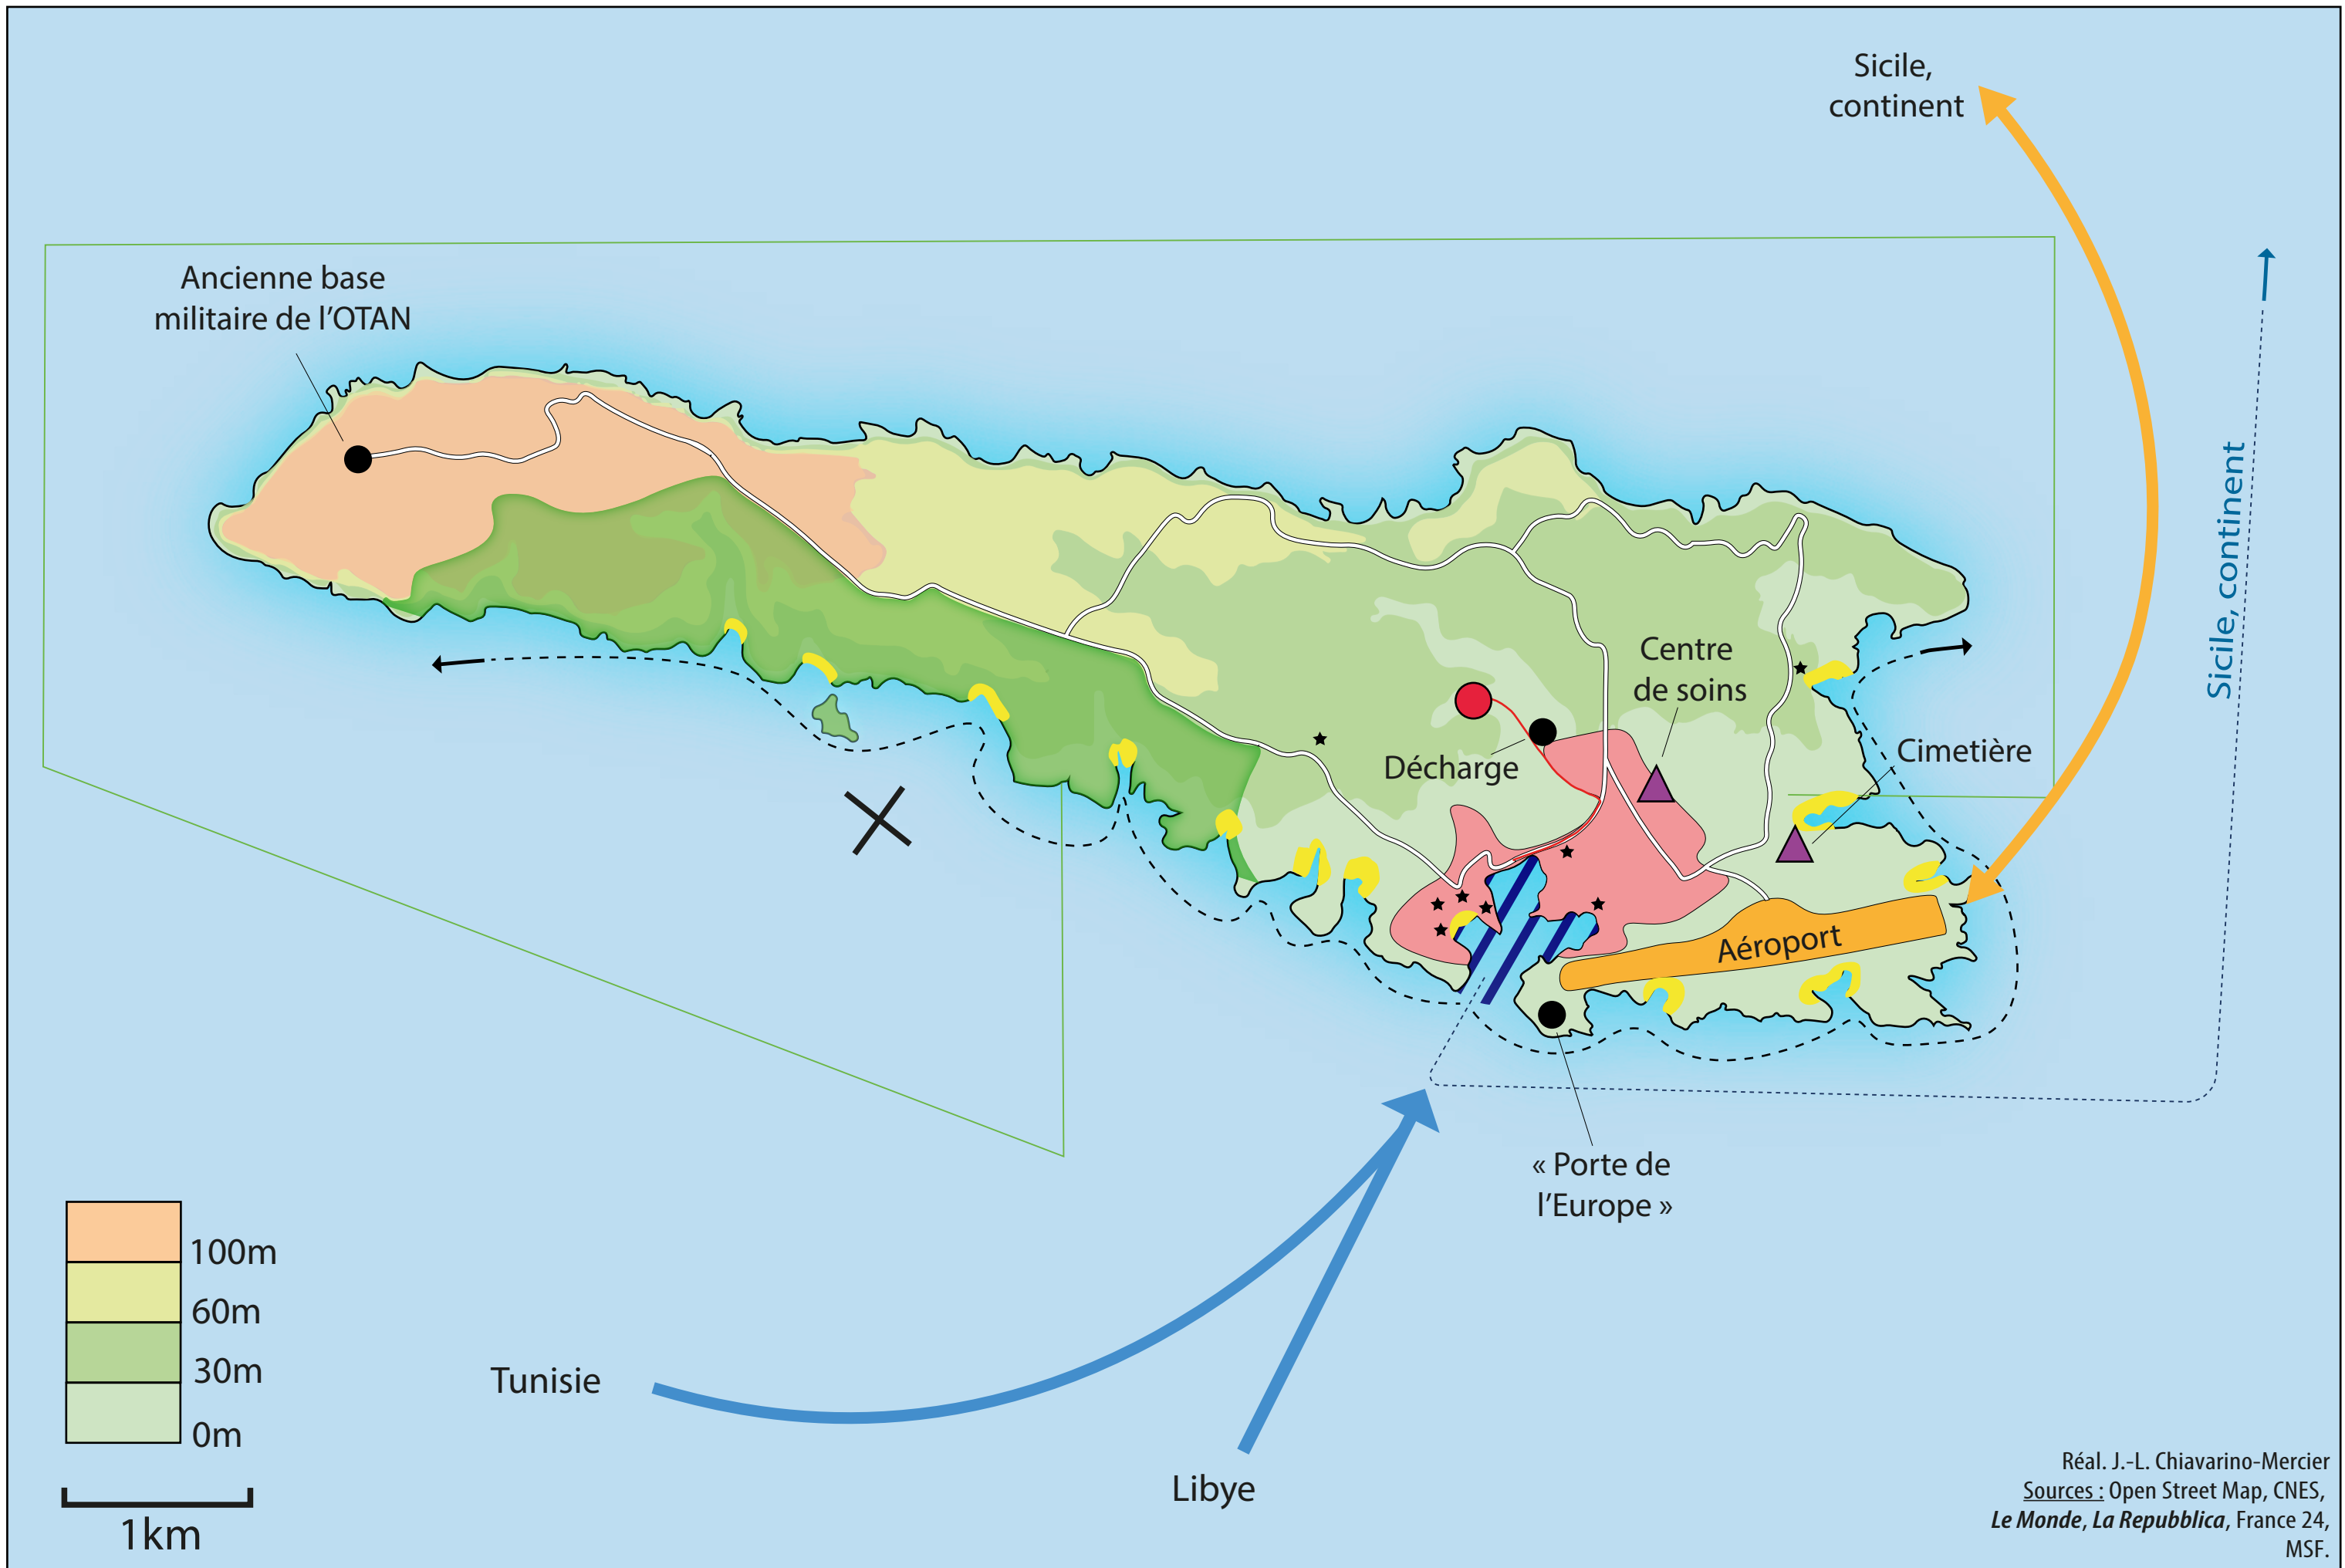 Sicile,
continent
Ancienne base
militaire de l’OTAN
Sicile, continent
Centre
de soins
Cimetière
Décharge
Aéroport
« Porte de
l’Europe »
100m
60m
30m
0m
Tunisie
Libye
1km
Réal. J.-L. Chiavarino-Mercier
Sources : Open Street Map, CNES,
Le Monde, La Repubblica, France 24,
MSF.